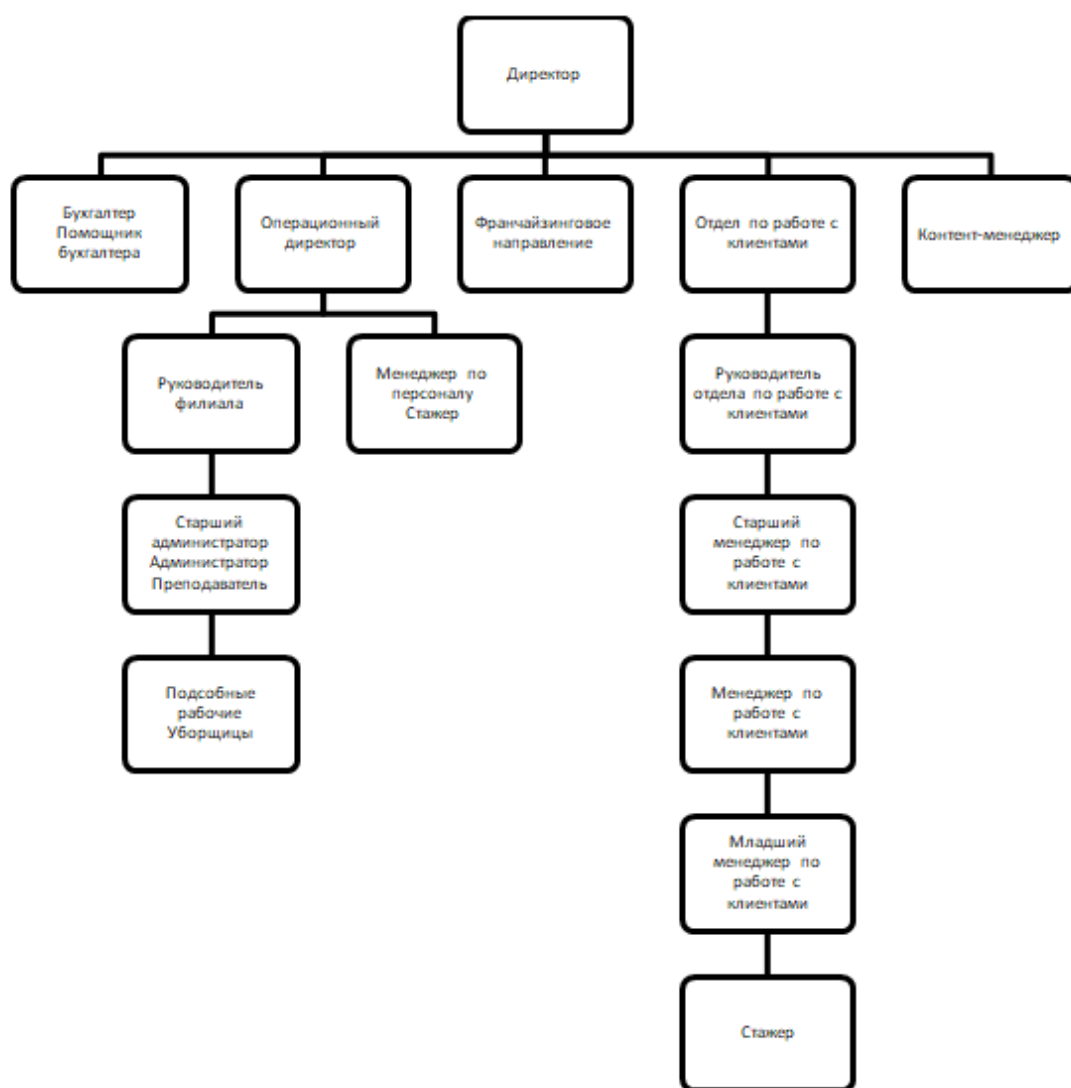 Директор
Бухгалтер
Помощник
бухгалтера
Операционный
директор
Франчайзинговое
направление
Отдел по работе с
клиентами
Контент-менеджер
Руководитель
филиала
Менеджер по
персоналу
Стажер
Руководитель
отдела по работе с
клиентами
Старший
администратор
Администратор
Преподаватель
Старший
менеджер по
работе с
клиентами
Подсобные
рабочие
Уборщицы
Менеджер по
работе с
клиентами
Младший
менеджер по
работе с
клиентами
Стажер